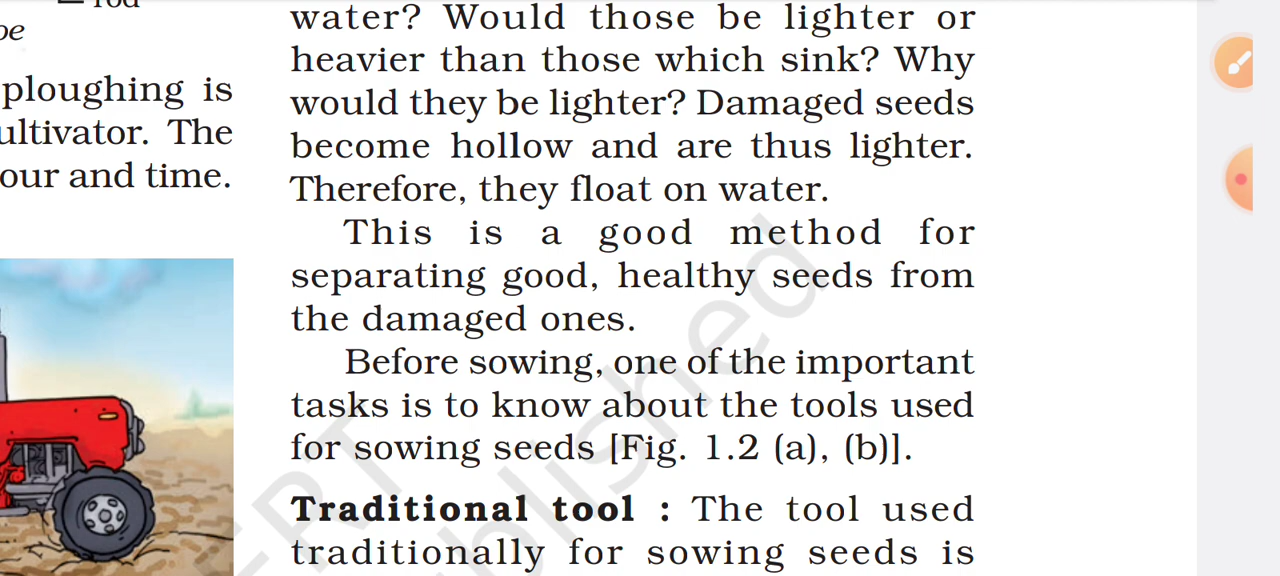 ploughing is
The
and time.
water? Would those be lighter or
heavier than those which sink? Why
would they be lighter? Damaged seeds
become hollow and are thus lighter.
Therefore, they float on water.
This is a good method for
separating good, healthy seeds from
the damaged ones.
Before sowing, one of the important
tasks is to know about the tools used
for sowing seeds [Fig. 1.2 (a), (b)].
Traditional tool : The tool used
traditionally for sowing seeds is